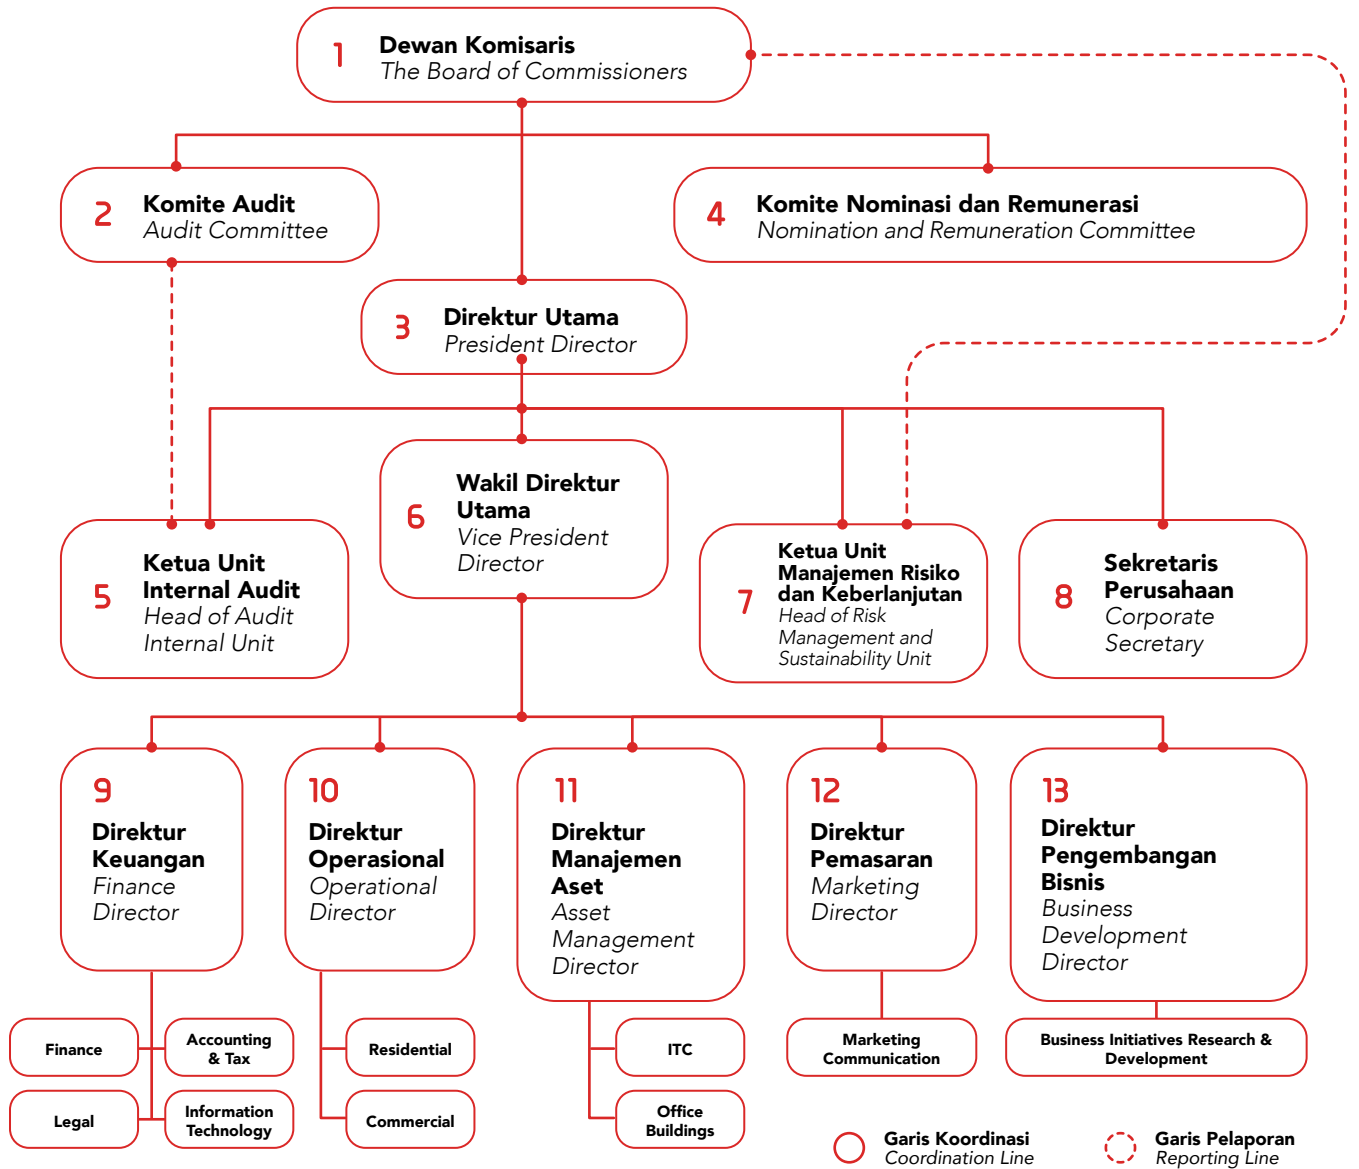 1
Dewan Komisaris
The Board of Commissioners
2
Komite Audit
Audit Committee
4
Komite Nominasi dan Remunerasi
Nomination and Remuneration Committee
3
Direktur Utama
President Director
5
Ketua Unit
Internal Audit
Head of Audit
Internal Unit
6
Wakil Direktur
Utama
Vice President
Director
7
Ketua Unit
Manajemen Risiko
dan Keberlanjutan
Head of Risk
Management and
Sustainability Unit
8
Sekretaris
Perusahaan
Corporate
Secretary
9
Direktur
Keuangan
Finance
Director
10
Direktur
Operasional
Operational
Director
11
Direktur
Manajemen
Aset
Asset
Management
Director
12
Direktur
Pemasaran
Marketing
Director
13
Direktur
Pengembangan
Bisnis
Business
Development
Director
Finance
Accounting
& Tax
Legal
Information
Technology
Residential
Commercial
ITC
Office
Buildings
Marketing
Communication
Business Initiatives Research &
Development
Garis Koordinasi
Coordination Line
Garis Pelaporan
Reporting Line